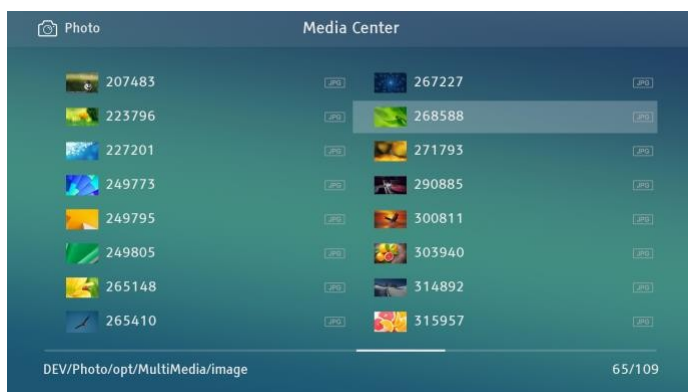 Photo Media Center
207483 JPG 267227 JPG
223796 JPG 268588 JPG
227201 JPG 271793 JPG
249773 JPG 290885 JPG
249795 JPG 300811 JPG
249805 JPG 303940 JPG
265148 JPG 314892 JPG
265410 JPG 315957 JPG
DEV/Photo/opt/MultiMedia/image 65/109